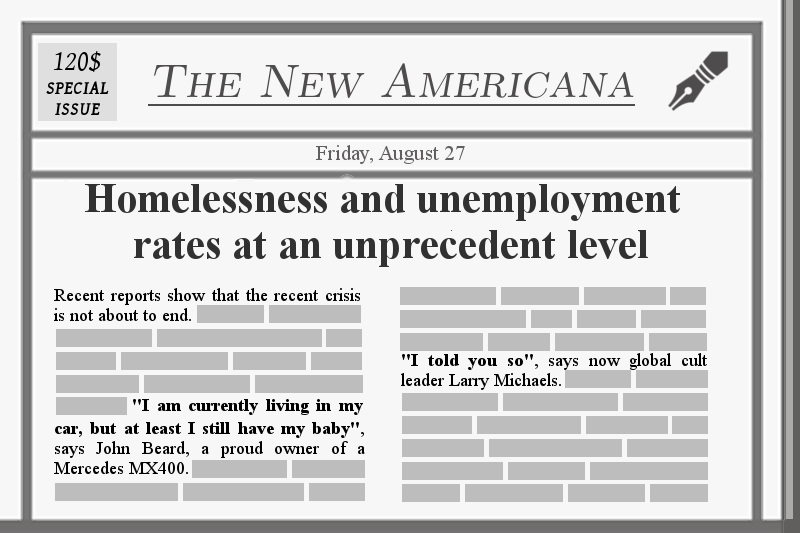 120$
SPECIAL
ISSUE
THE NEW AMERICANA
Friday, August 27
Homelessness and unemployment
rates at an unprecedent level
Recent reports show that the recent crisis
is not about to end.
"I am currently living in my
car, but at least I still have my baby",
says John Beard, a proud owner of a
Mercedes MX400.
"I told you so", says now global cult
leader Larry Michaels.